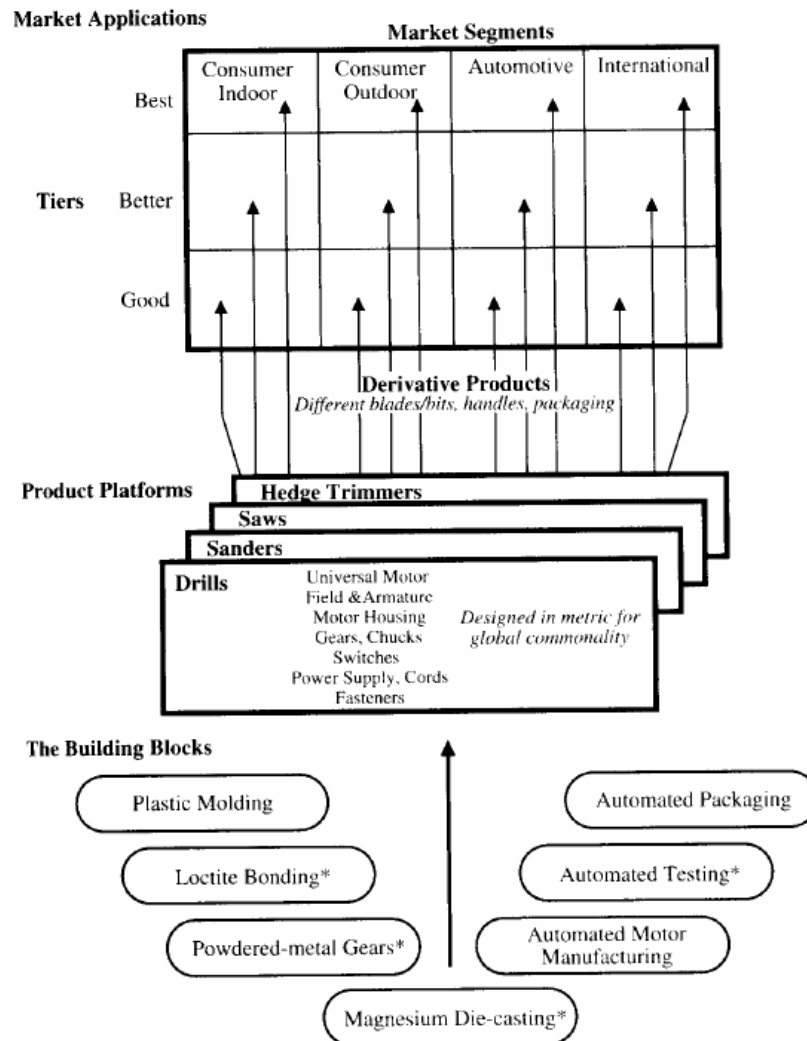 Market Applications
Market Segments
Consumer
Indoor
Consumer
Outdoor
Automotive
International
Best
Tiers
Better
Good
Derivative Products
Different blades/bits, handles, packaging
Product Platforms
Hedge Trimmers
Saws
Sanders
Drills
Universal Motor
Field &Armature
Motor Housing
Gears, Chucks
Switches
Power Supply, Cords
Fasteners
Designed in metric for
global commonality
The Building Blocks
Plastic Molding
Automated Packaging
Loctite Bonding*
Automated Testing*
Powdered-metal Gears*
Automated Motor
Manufacturing
Magnesium Die-casting*